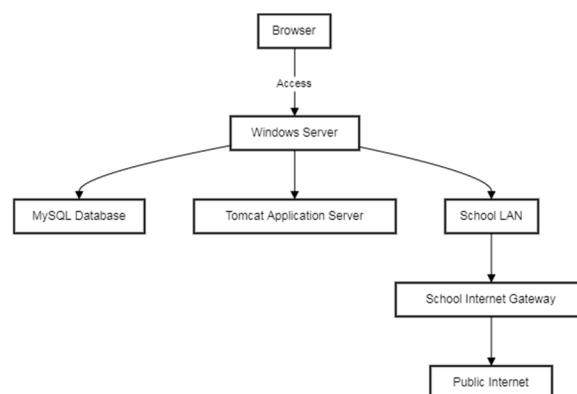 Browser
Access
Windows Server
MySQL Database
Tomcat Application Server
School LAN
School Internet Gateway
Public Internet